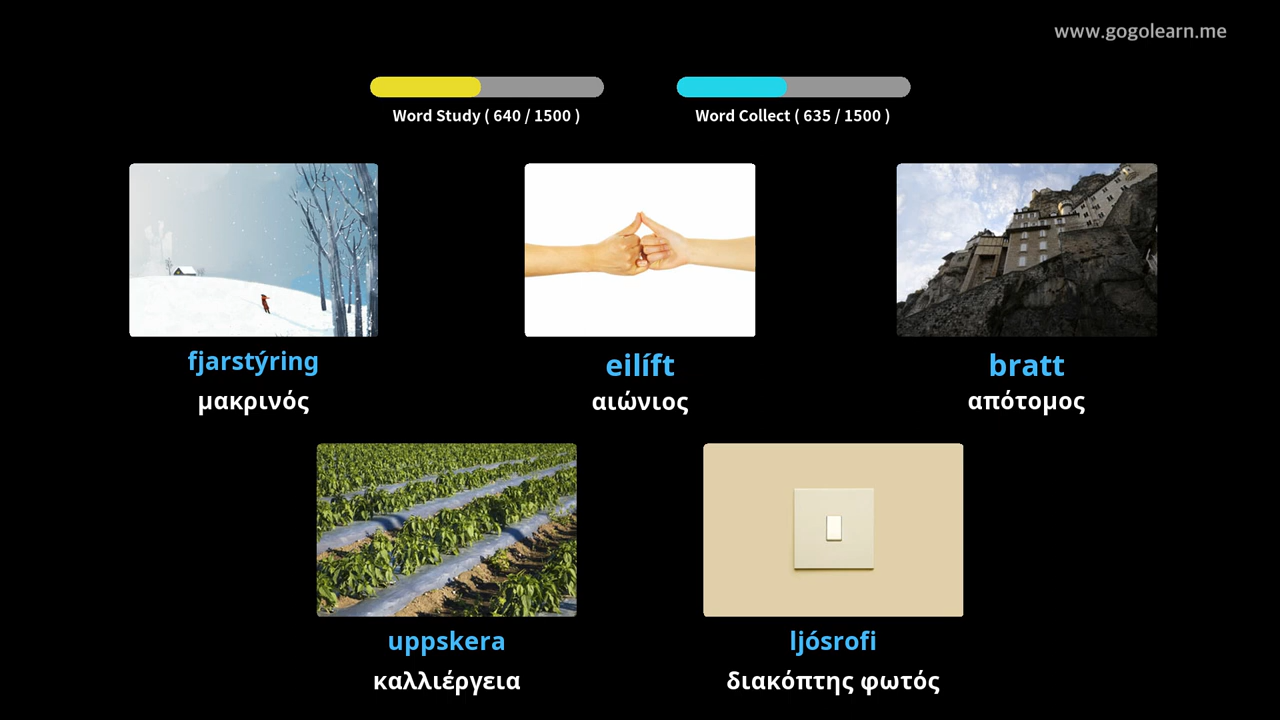 www.gogolearn.me
Word Study ( 640 / 1500 )
Word Collect ( 635 / 1500 )
fjarstýring
μακρινός
eilíft
αιώνιος
bratt
απότομος
uppskera
καλλιέργεια
ljósrofi
διακόπτης φωτός